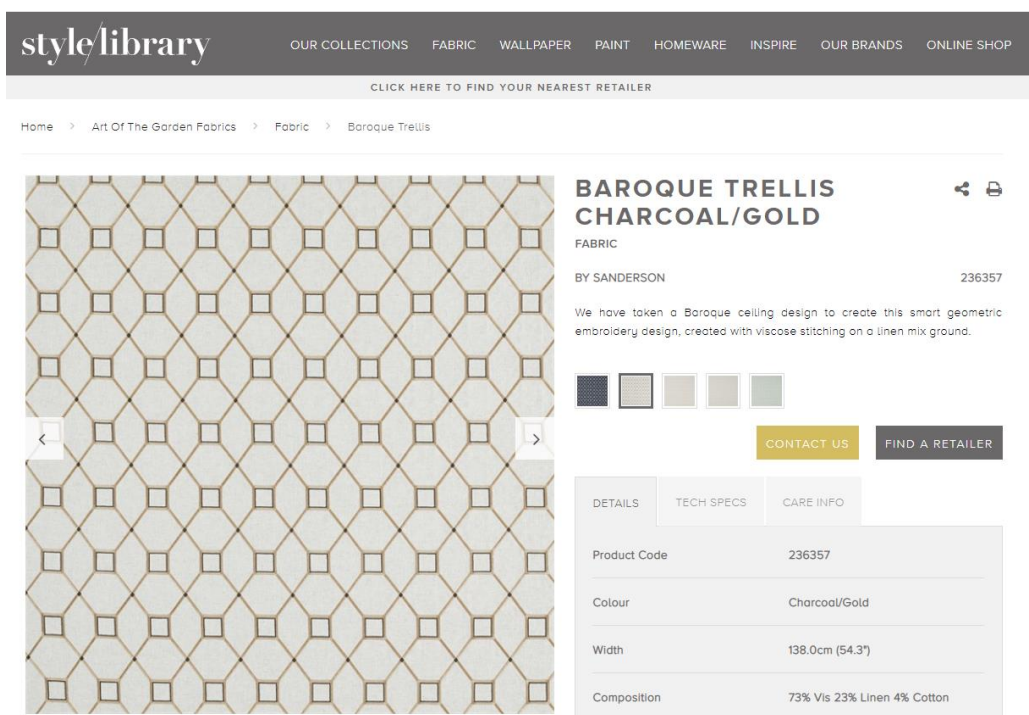 style/library
OUR COLLECTIONS FABRIC WALLPAPER PAINT HOMEWARE INSPIRE OUR BRANDS ONLINE SHOP
CLICK HERE TO FIND YOUR NEAREST RETAILER
Home > Art Of The Garden Fabrics > Fabric > Baroque Trellis
BAROQUE TRELLIS
CHARCOAL/GOLD
FABRIC
BY SANDERSON 236357
We have taken a Baroque ceiling design to create this smart geometric
embroidery design, created with viscose stitching on a linen mix ground.
CONTACT US FIND A RETAILER
DETAILS TECH SPECS CARE INFO
Product Code 236357
Colour Charcoal/Gold
Width 138.0cm (54.3")
Composition 73% Vis 23% Linen 4% Cotton